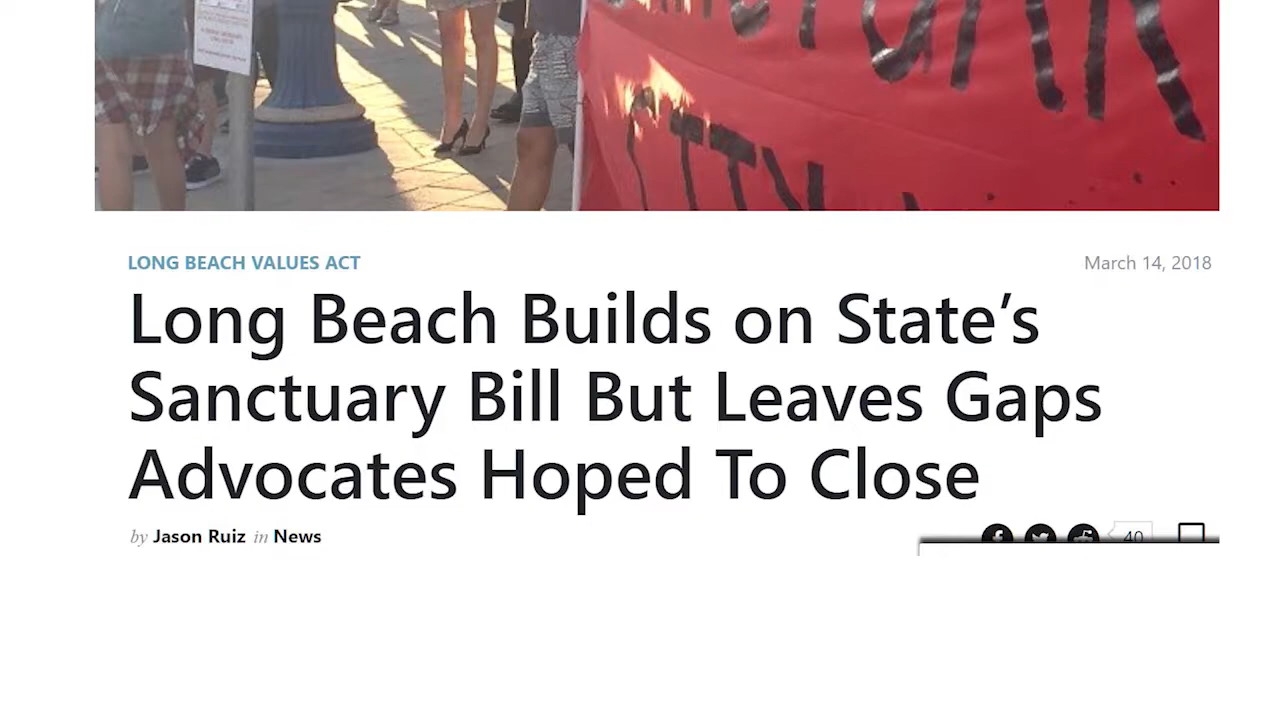 CITY
LONG BEACH VALUES ACT
March 14, 2018
Long Beach Builds on State’s
Sanctuary Bill But Leaves Gaps
Advocates Hoped To Close
by Jason Ruiz in News
40